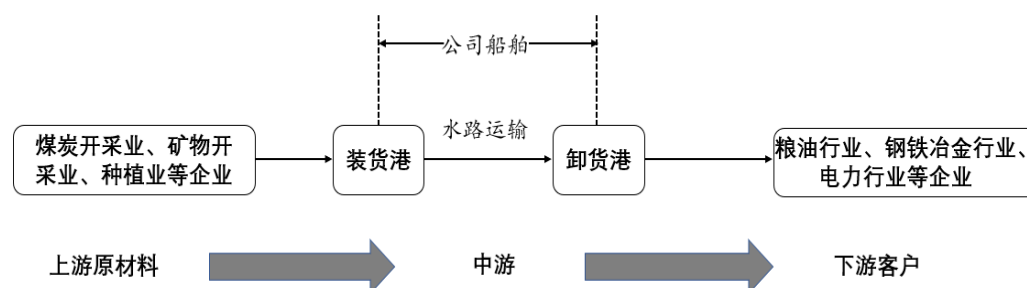 公司船舶
水路运输
煤炭开采业、矿物开
采业、种植业等企业
装货港
卸货港
粮油行业、钢铁冶金行业、
电力行业等企业
上游原材料
中游
下游客户